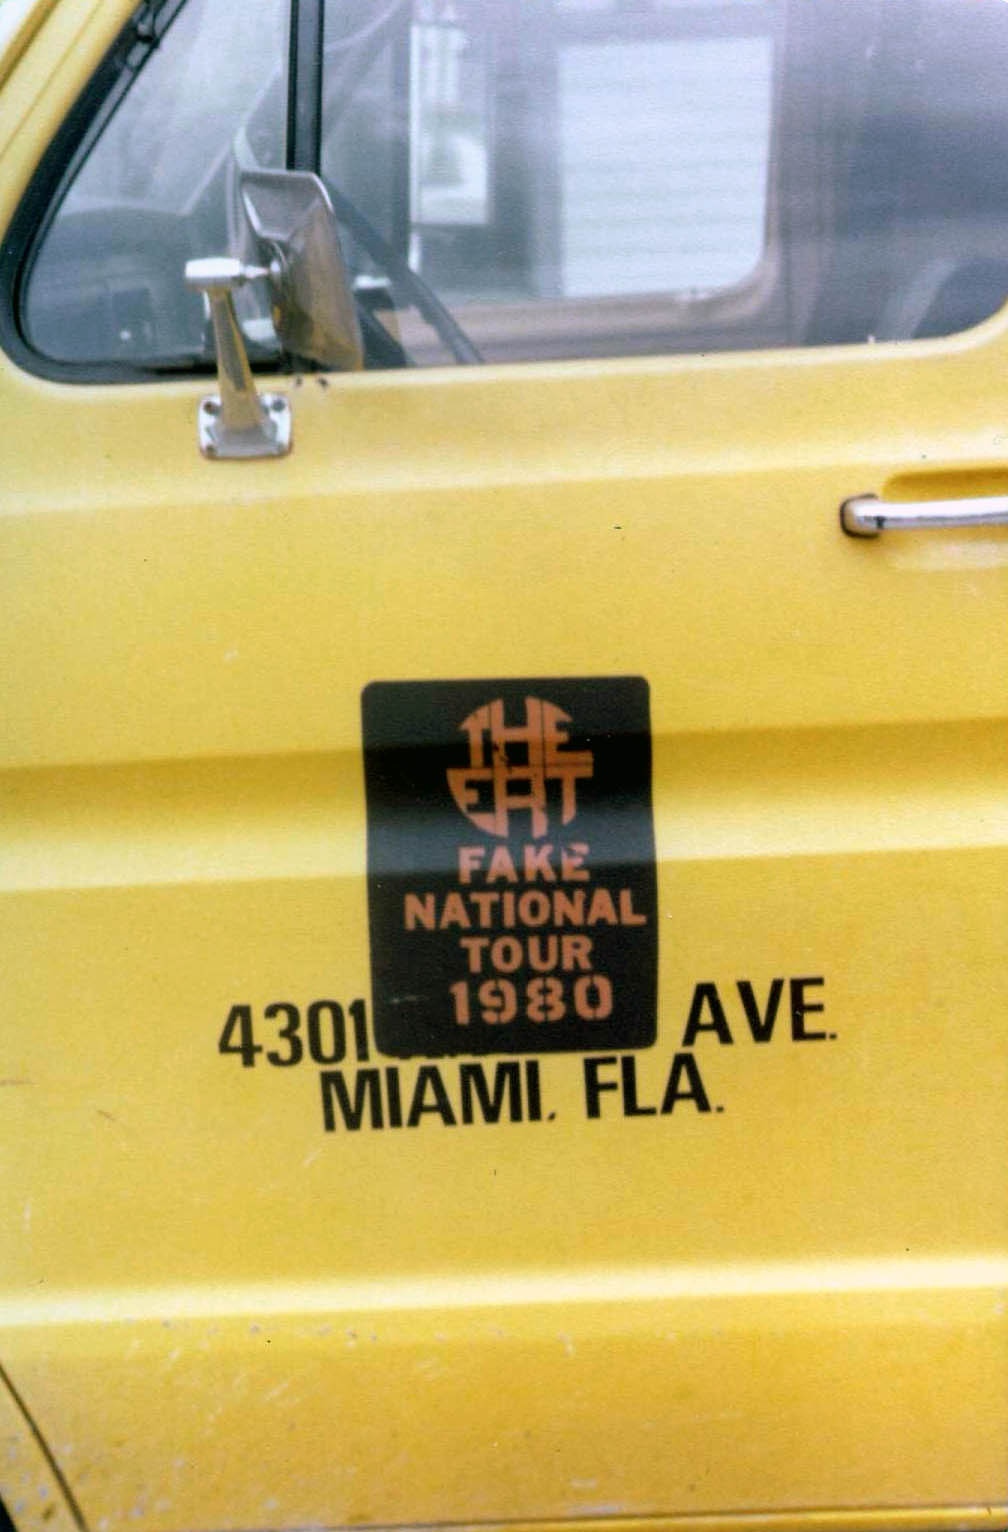 THE
EAT
FAKE
NATIONAL
TOUR
1980
4301 AVE.
MIAMI, FLA.